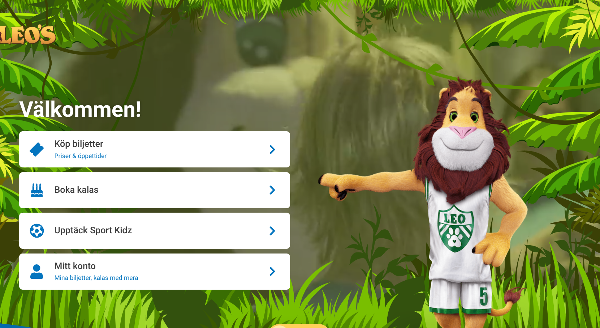 LEO'S
Välkommen!
Köp biljetter
Priser & öppettider
Boka kalas
Upptäck Sport Kidz
Mitt konto
Mina biljetter, kalas med mera
LEO
5